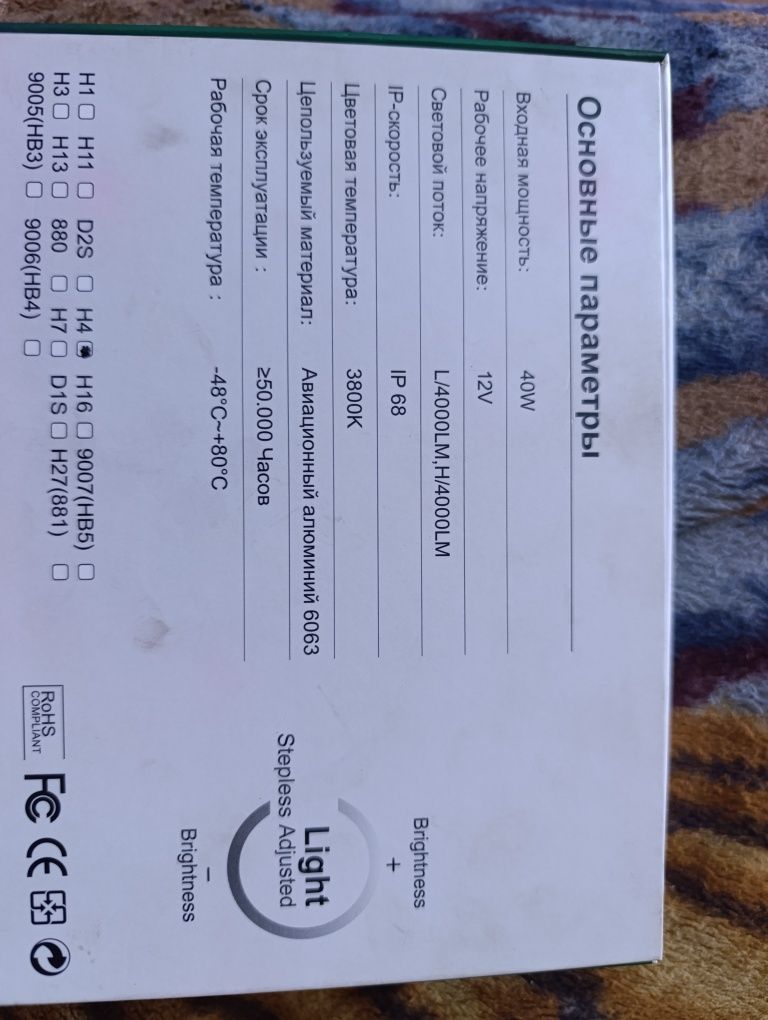 Основные параметры
Входная мощность: 40W
Рабочее напряжение: 12V
Световой поток: L/4000LM,H/4000LM
IP-скорость: IP 68
Цветовая температура: 3800K
Цепользуемый материал: Авиационный алюминий 6063
Срок эксплуатации : ≥50.000 Часов
Рабочая температура : -48°C~+80°C
Brightness
+
Light
Stepless Adjusted
−
Brightness
H1 H11 D2S H4 H16 9007(HB5)
H3 H13 880 H7 D1S H27(881)
9005(HB3) 9006(HB4)
RoHS
COMPLIANT
FC CE